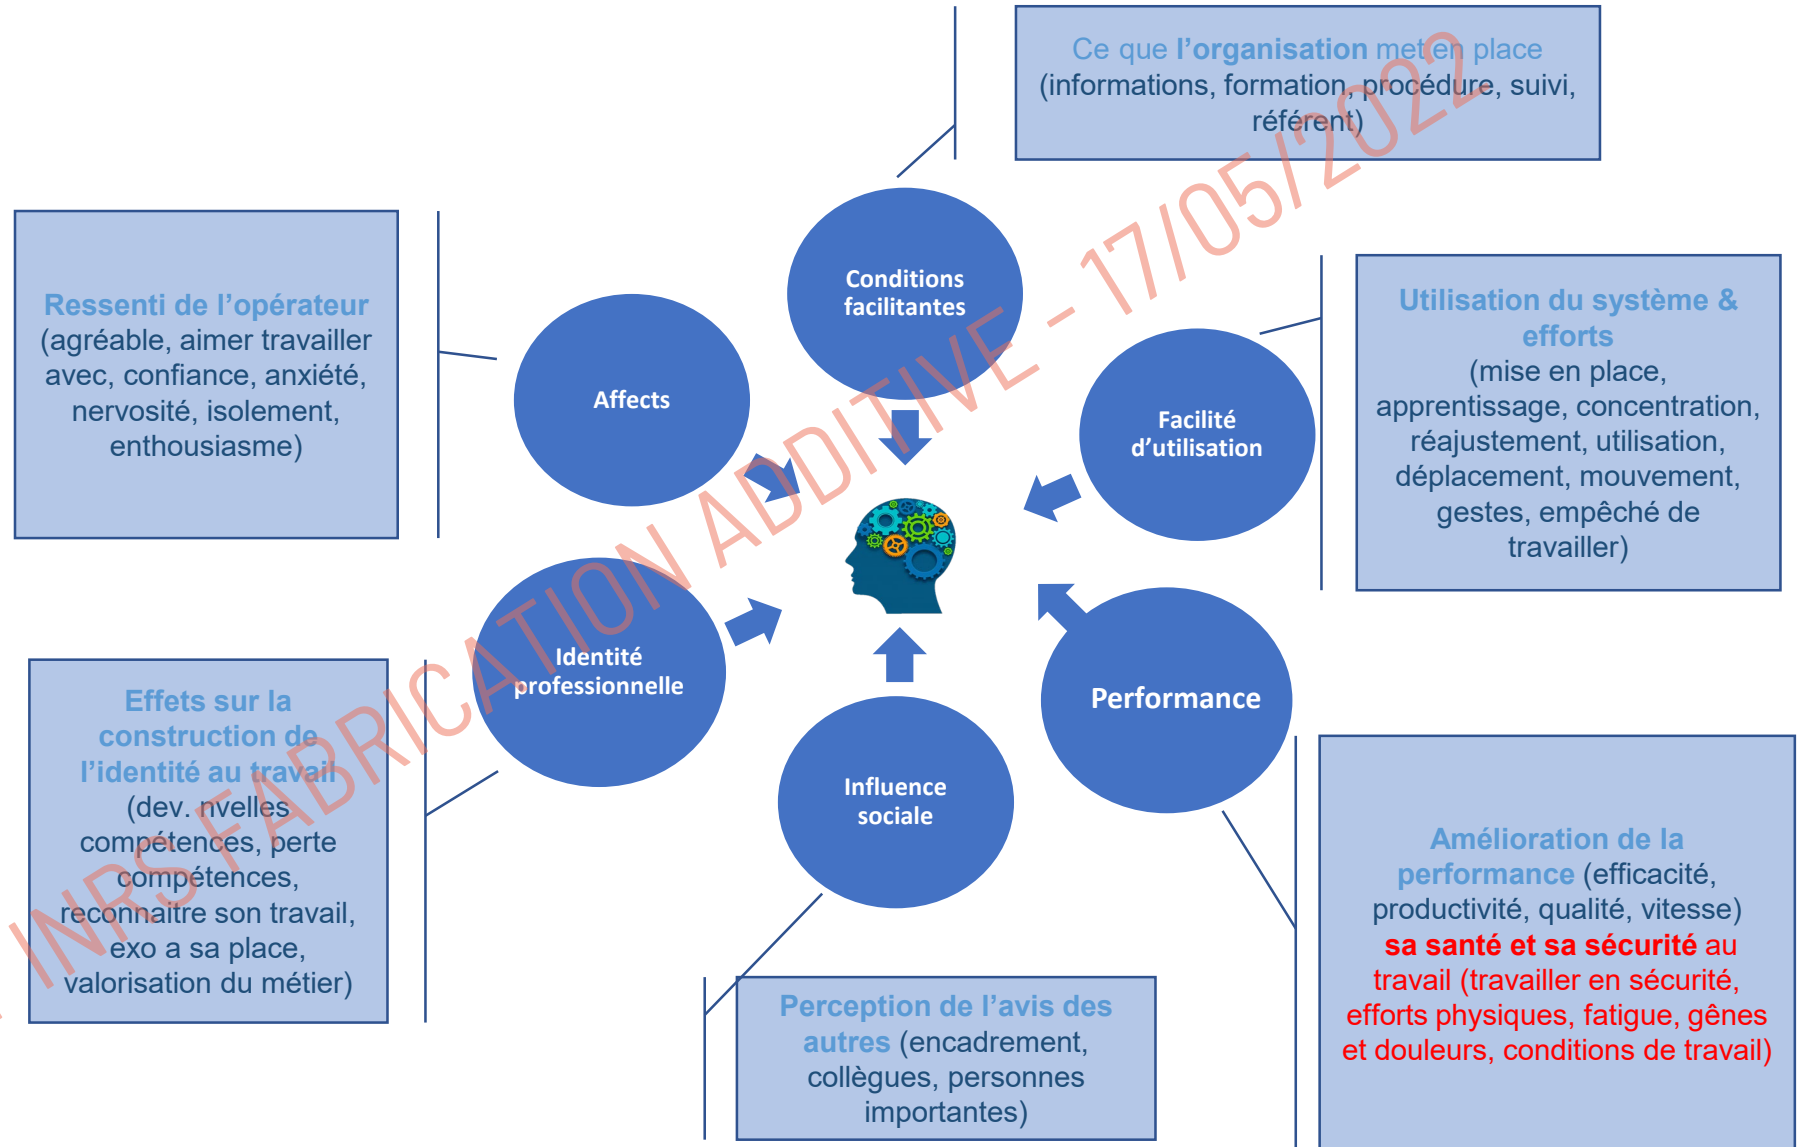 Ce que l'organisation met en place
(informations, formation, procédure, suivi,
référent)
Conditions
facilitantes
Ressenti de l'opérateur
(agréable, aimer travailler
avec, confiance, anxiété,
nervosité, isolement,
enthousiasme)
Affects
Facilité
d'utilisation
Utilisation du système &
efforts
(mise en place,
apprentissage, concentration,
réajustement, utilisation,
déplacement, mouvement,
gestes, empêché de
travailler)
Identité
professionnelle
Effets sur la
construction de
l'identité au travail
(dev. nvelles
compétences, perte
compétences,
reconnaitre son travail,
exo a sa place,
valorisation du métier)
Influence
sociale
Perception de l'avis des
autres (encadrement,
collègues, personnes
importantes)
Performance
Amélioration de la
performance (efficacité,
productivité, qualité, vitesse)
sa santé et sa sécurité au
travail (travailler en sécurité,
efforts physiques, fatigue, gênes
et douleurs, conditions de travail)
INRS FABRICATION ADDITIVE - 17/05/2022